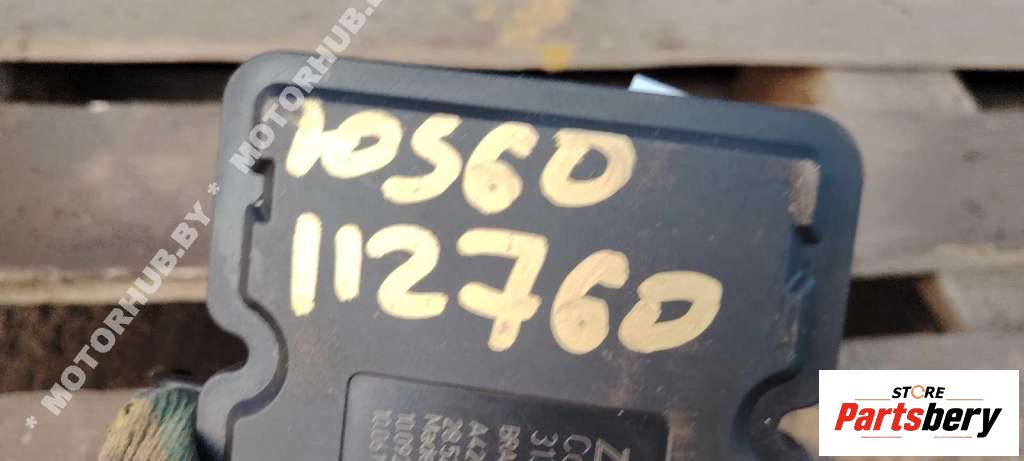 10560
112760
* MOTORHUB.BY * MOTORHUB.BY
STORE
Partsbery